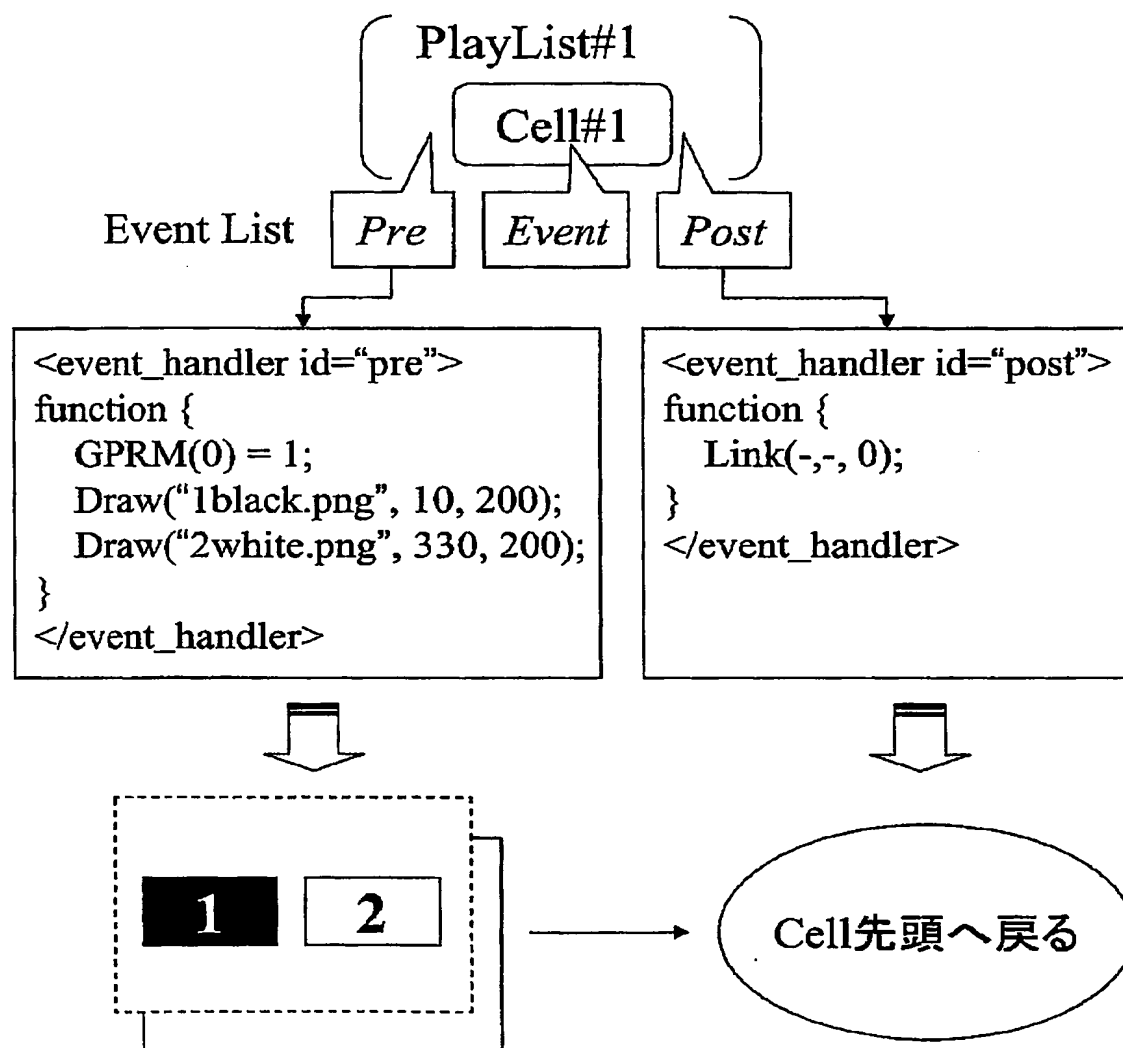 PlayList#1
Cell#1
Event List
Pre
Event
Post
<event_handler id=“pre”>
function {
GPRM(0) = 1;
Draw(“1black.png”, 10, 200);
Draw(“2white.png”, 330, 200);
}
</event_handler>
<event_handler id=“post”>
function {
Link(-,-, 0);
}
</event_handler>
1
2
Cell先頭へ戻る